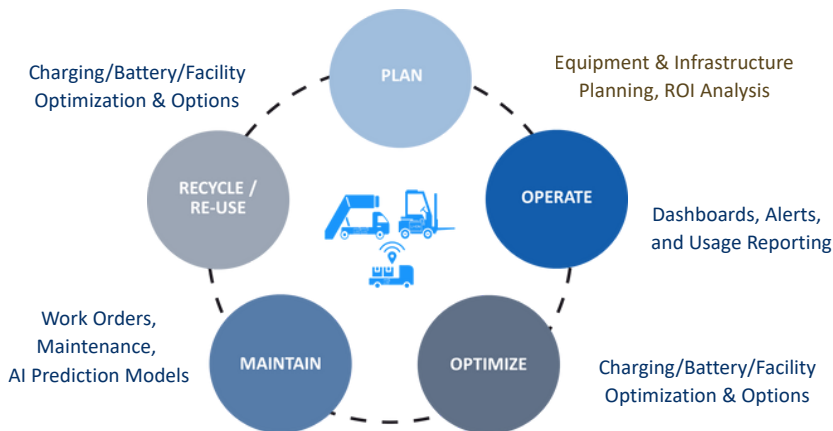 PLAN
Equipment & Infrastructure
Planning, ROI Analysis
OPERATE
Dashboards, Alerts,
and Usage Reporting
OPTIMIZE
Charging/Battery/Facility
Optimization & Options
MAINTAIN
Work Orders,
Maintenance,
AI Prediction Models
RECYCLE /
RE-USE
Charging/Battery/Facility
Optimization & Options